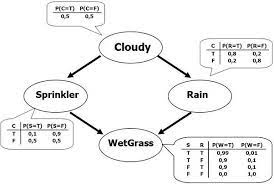 P(C=T) P(C=F)
0,5 0,5
Cloudy
C P(S=T) P(S=F)
T 0,1 0,9
F 0,5 0,5
C P(R=T) P(R=F)
T 0,8 0,2
F 0,2 0,8
Sprinkler
Rain
WetGrass
S R P(W=T) P(W=F)
T T 0,99 0,01
T F 0,9 0,1
F T 0,9 0,1
F F 0,0 1,0